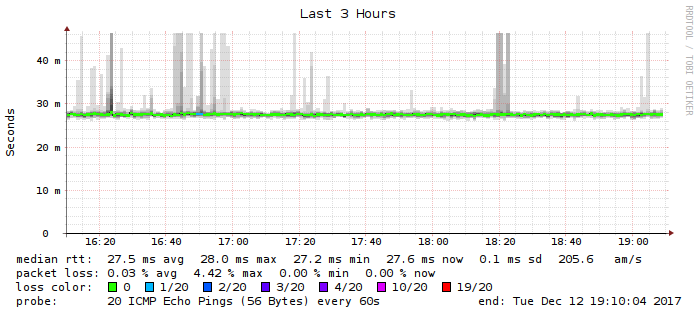 Last 3 Hours
RRDTOOL / TOBI OETIKER
Seconds
40 m
30 m
20 m
10 m
0
16:20 16:40 17:00 17:20 17:40 18:00 18:20 18:40 19:00
median rtt: 27.5 ms avg 28.0 ms max 27.2 ms min 27.6 ms now 0.1 ms sd 205.6 am/s
packet loss: 0.03 % avg 4.42 % max 0.00 % min 0.00 % now
loss color: 0 1/20 2/20 3/20 4/20 10/20 19/20
probe: 20 ICMP Echo Pings (56 Bytes) every 60s end: Tue Dec 12 19:10:04 2017